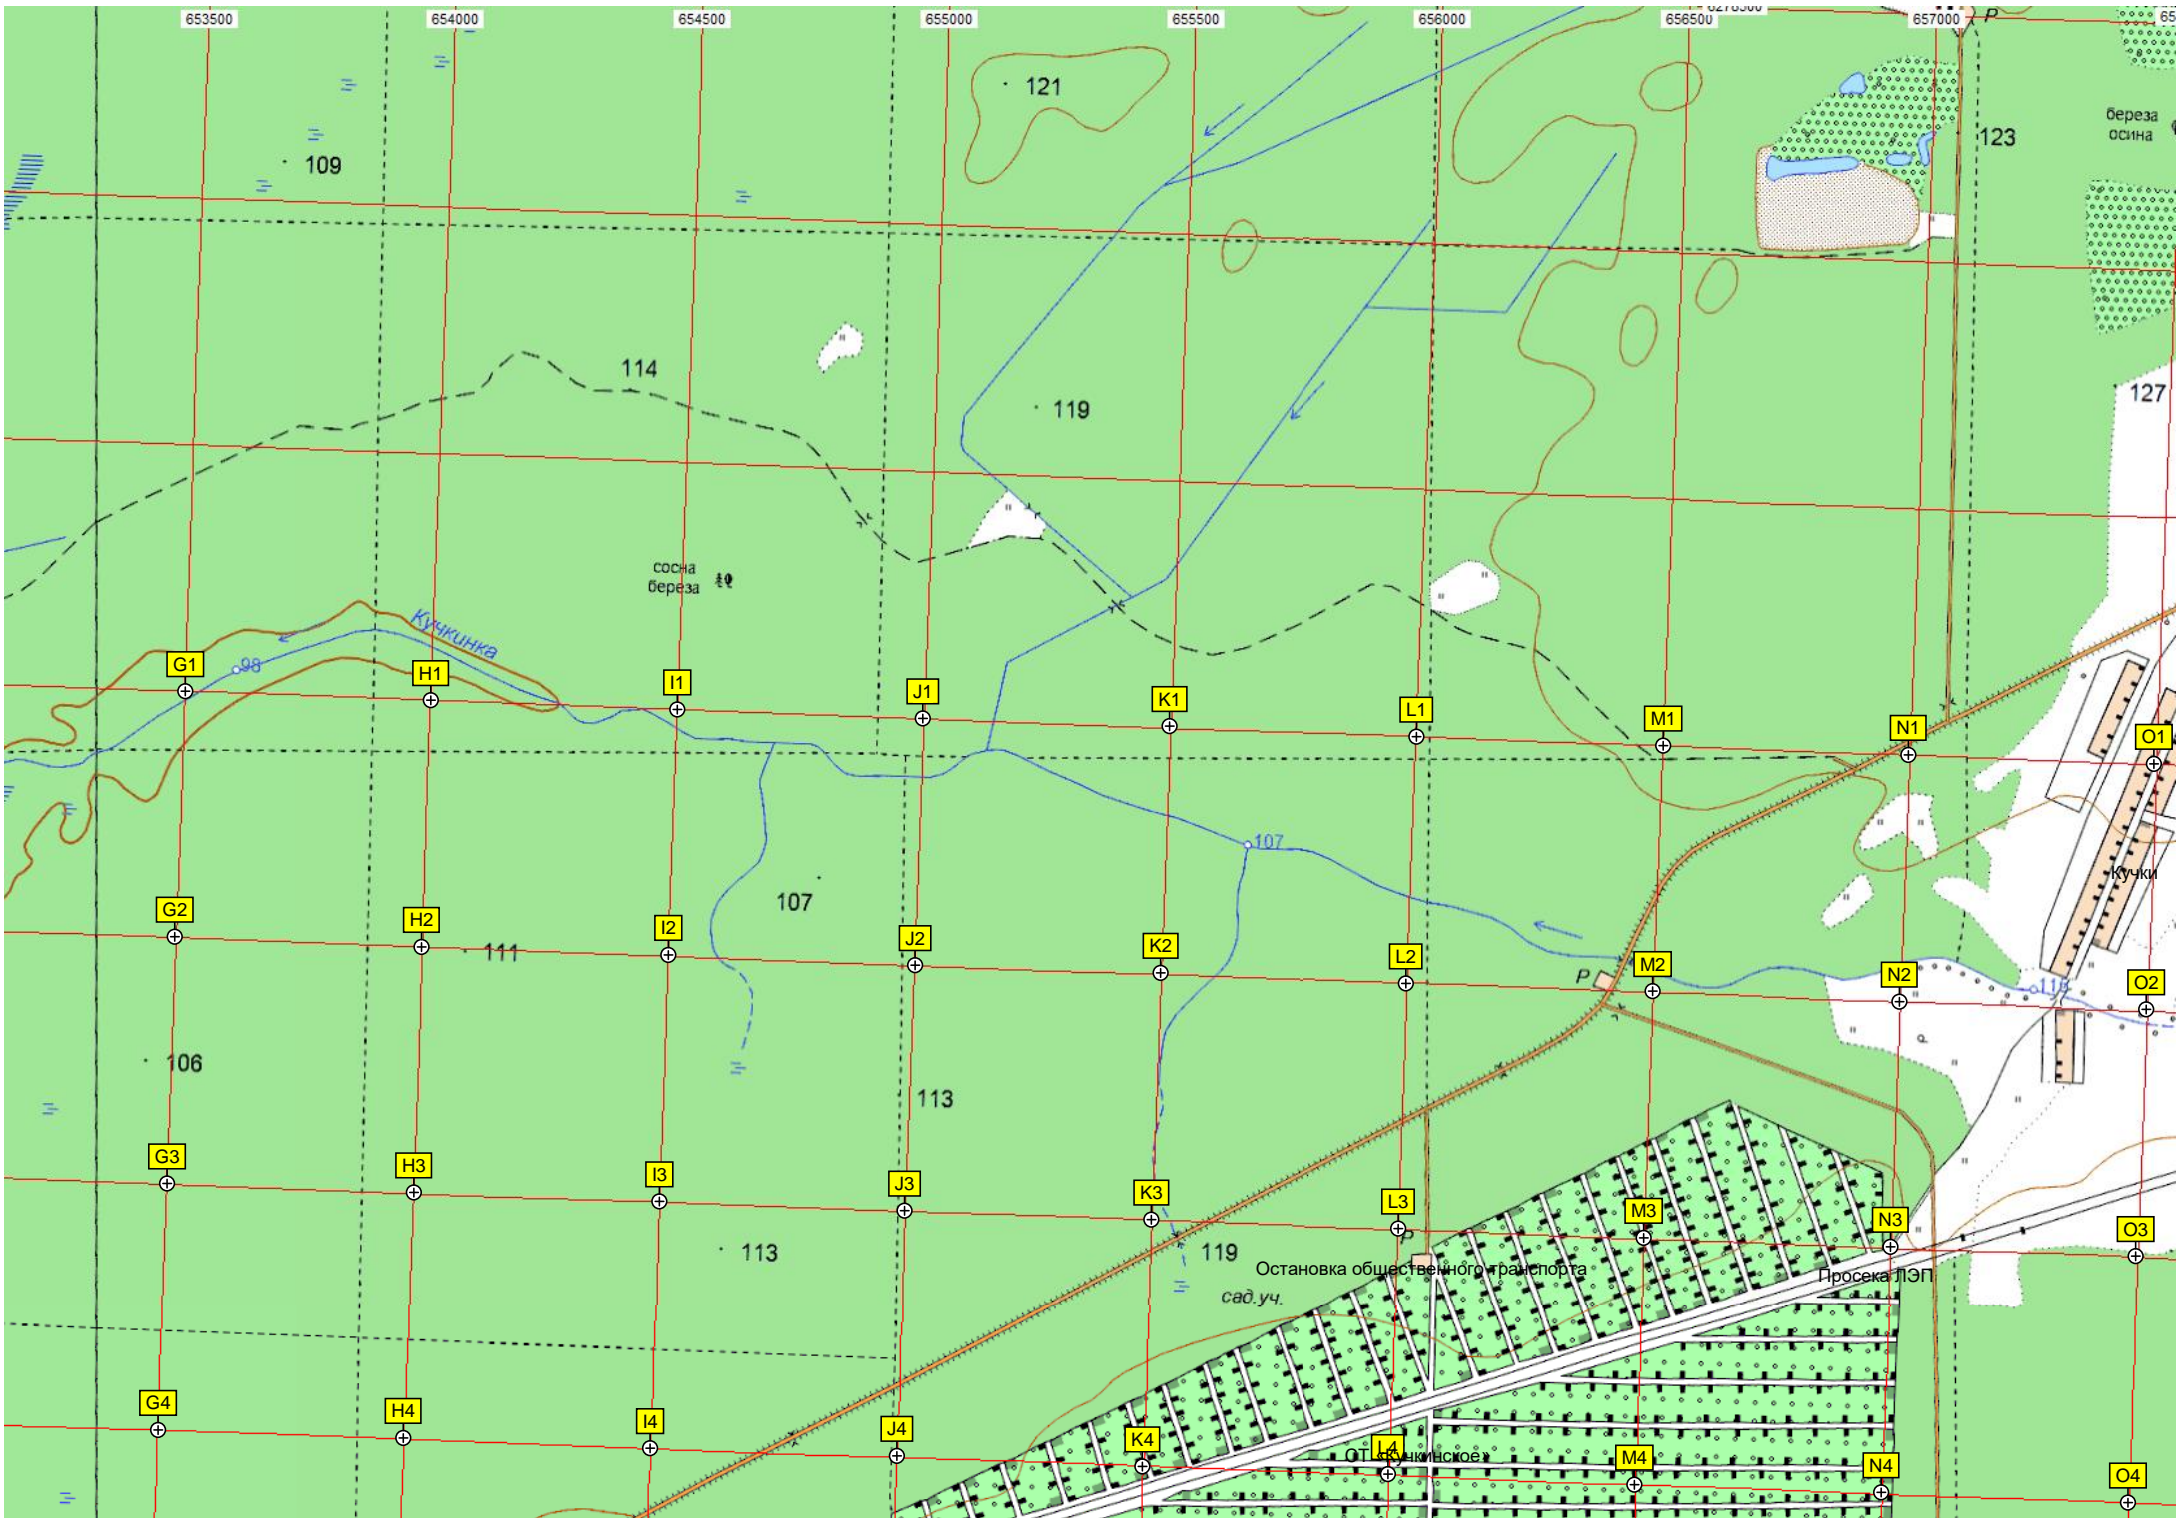 653500 654000 654500 655000 655500 656000 656500 6278500 657000
P
121
109
123
береза
осина
114
119
127
сосна
береза
Кучкинка
98
G1 H1 I1 J1 K1 L1 M1 N1 O1
107
107
Кучки
G2 H2 I2 J2 K2 L2 M2 N2 O2
111
P
106
113
G3 H3 I3 J3 K3 L3 M3 N3 O3
113
119
P
Остановка общественного транспорта
Просека ЛЭП
сад.уч.
G4 H4 I4 J4 K4 L4 M4 N4 O4
СТ «Кучкинское»